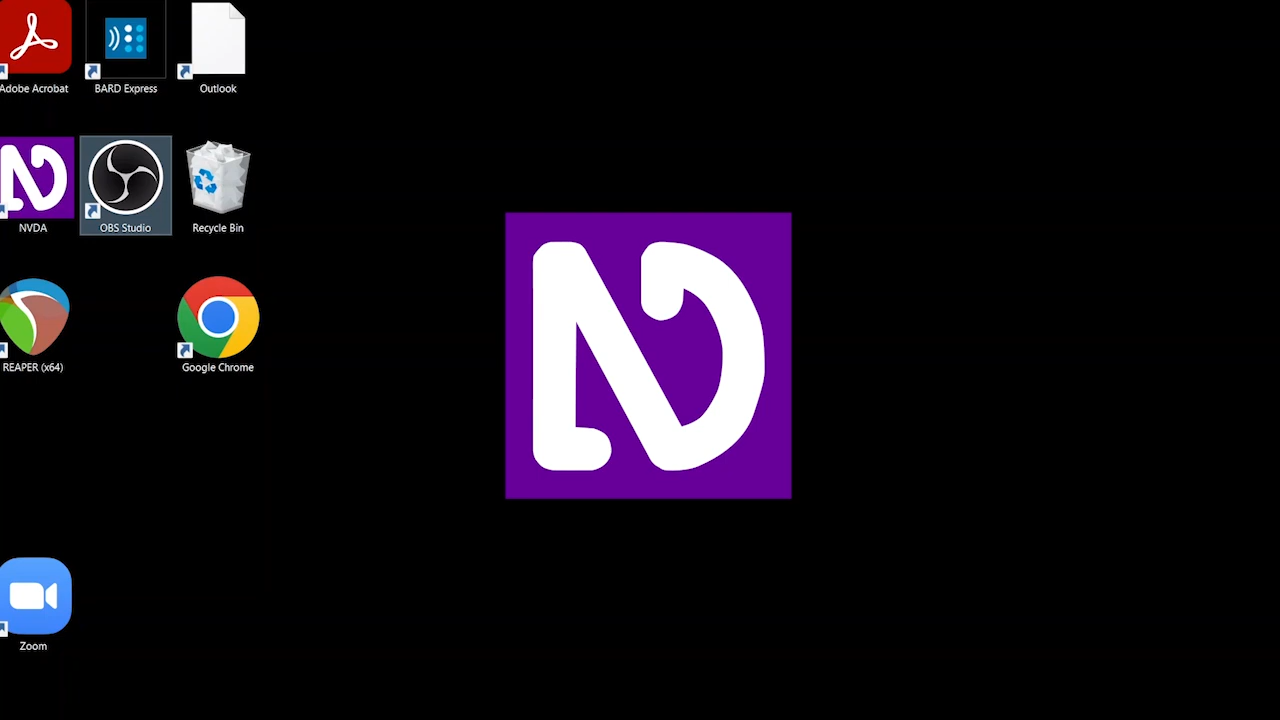 Adobe Acrobat
BARD Express
Outlook
NVDA
OBS Studio
Recycle Bin
REAPER (x64)
Google Chrome
Zoom